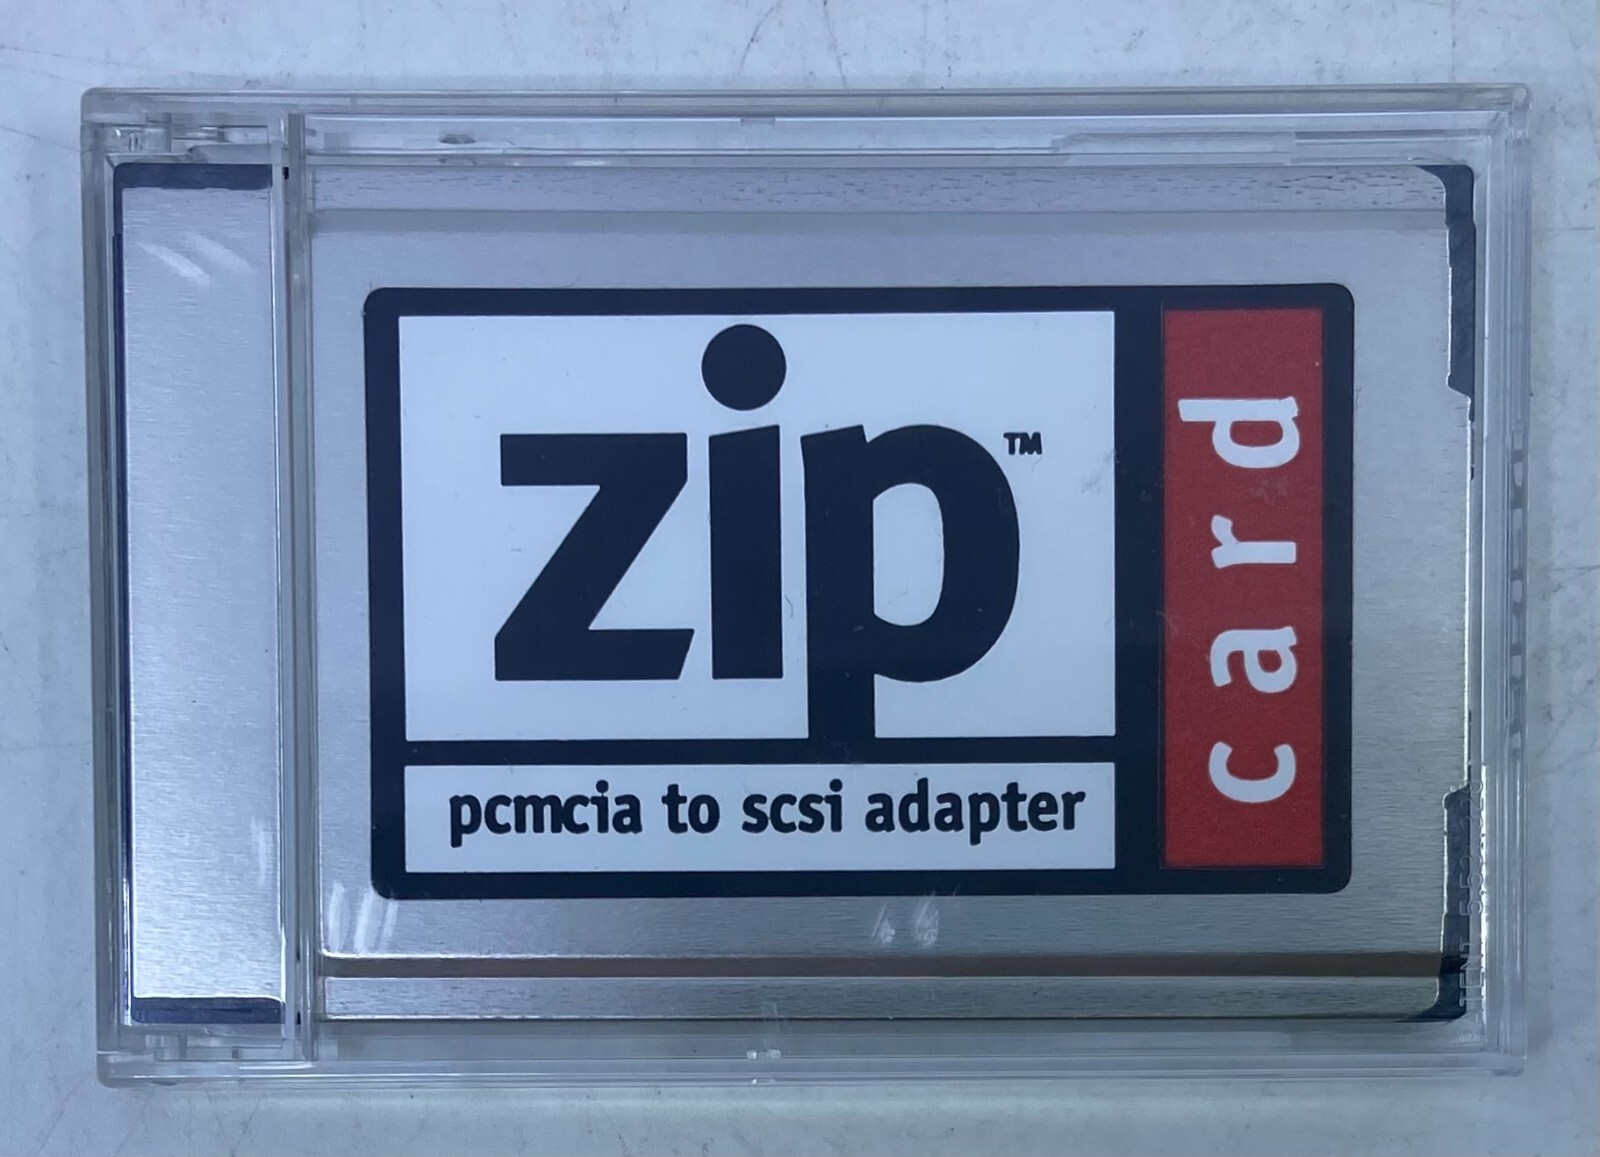 zip™
pcmcia to scsi adapter
card